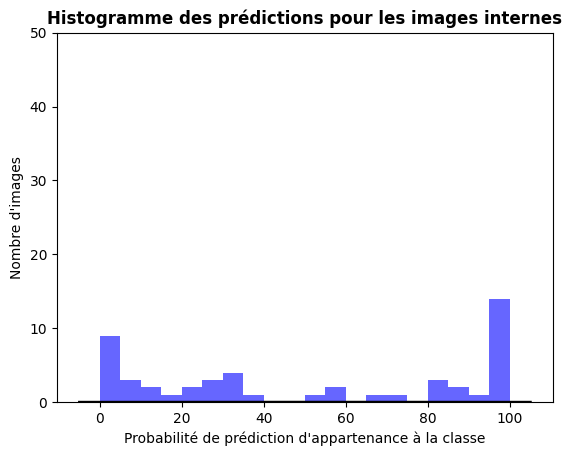 Histogramme des prédictions pour les images internes
50
40
30
20
10
0
Nombre d'images
0 20 40 60 80 100
Probabilité de prédiction d'appartenance à la classe